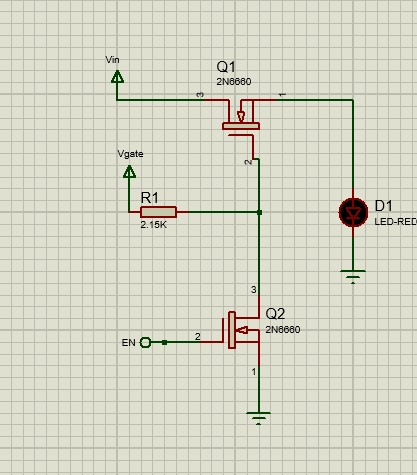 Vin
Q1
2N6660
3
1
2
Vgate
R1
2.15K
D1
LED-RED
3
Q2
2N6660
EN
2
1